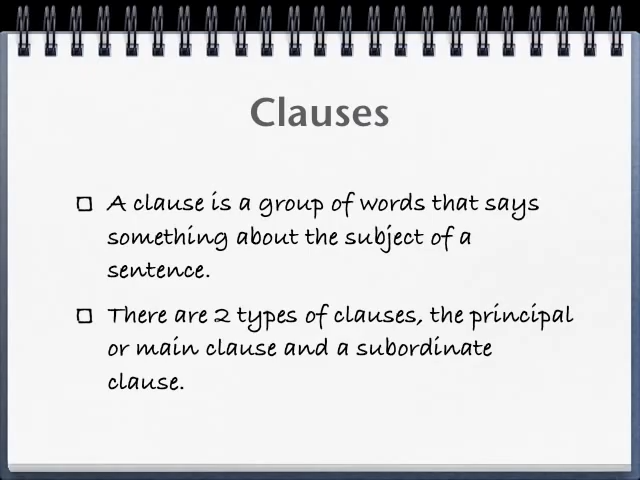 Clauses
A clause is a group of words that says
something about the subject of a
sentence.
There are 2 types of clauses, the principal
or main clause and a subordinate
clause.